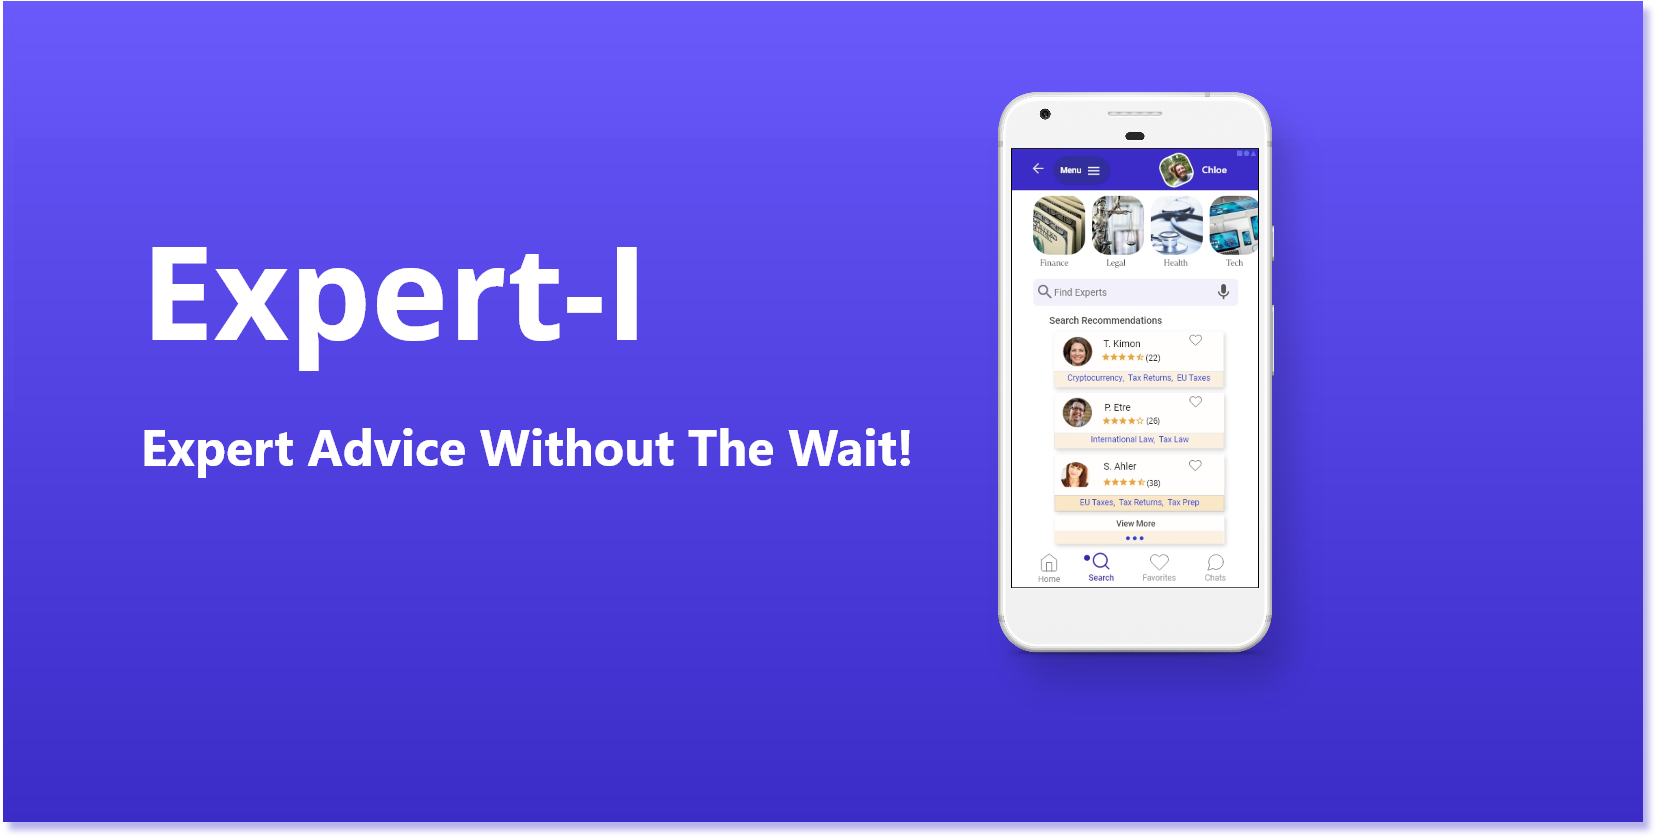 Expert-I
Expert Advice Without The Wait!
Menu
Chloe
Finance Legal Health Tech
Find Experts
Search Recommendations
T. Kimon
(22)
Cryptocurrency, Tax Returns, EU Taxes
P. Etre
(26)
International Law, Tax Law
S. Ahler
(38)
EU Taxes, Tax Returns, Tax Prep
View More
Home Search Favorites Chats